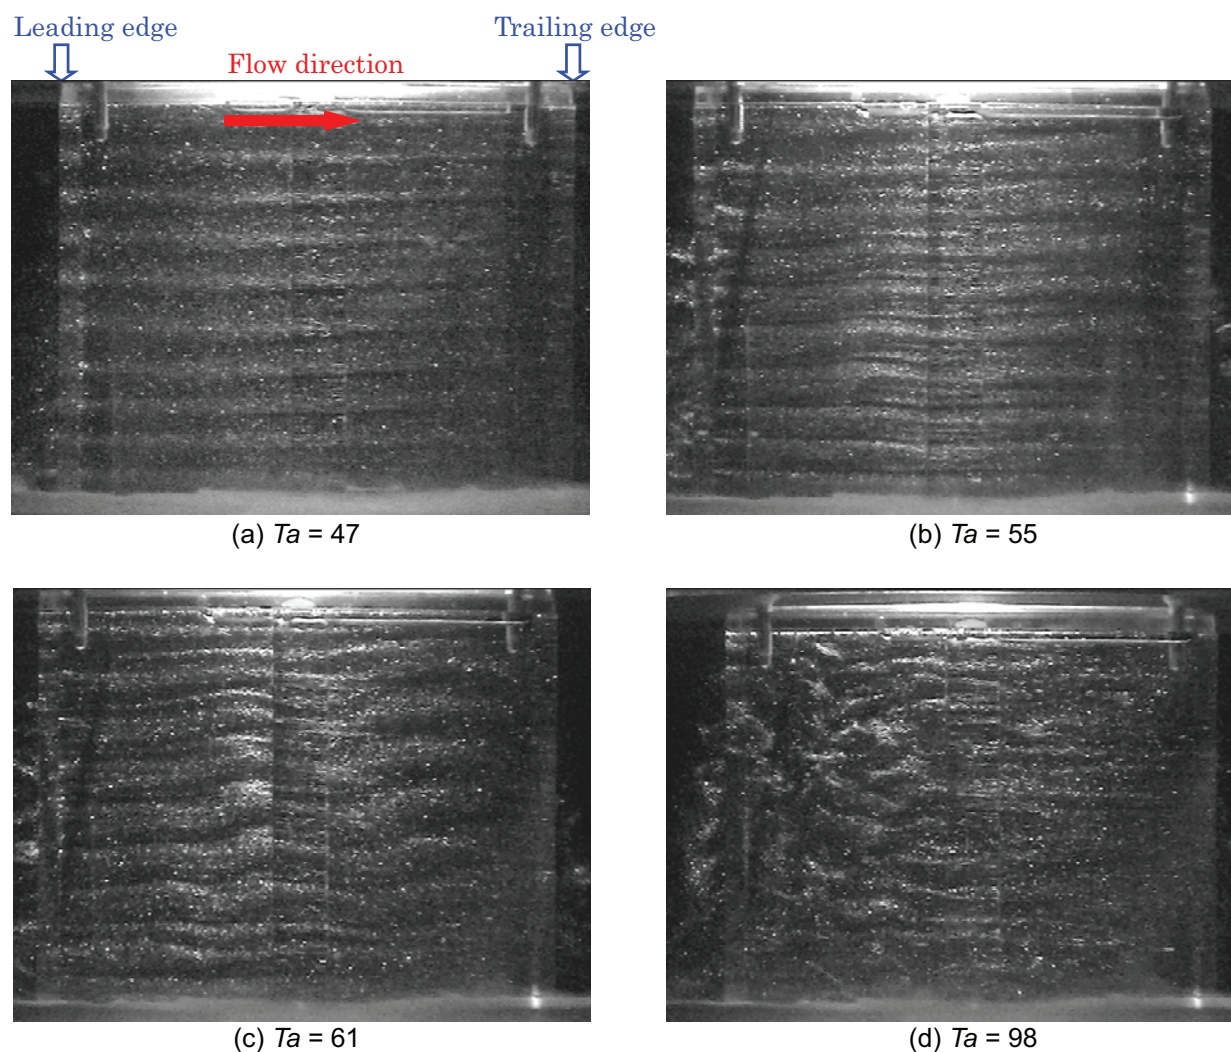 Leading edge
Trailing edge
Flow direction
(a) Ta = 47
(b) Ta = 55
(c) Ta = 61
(d) Ta = 98